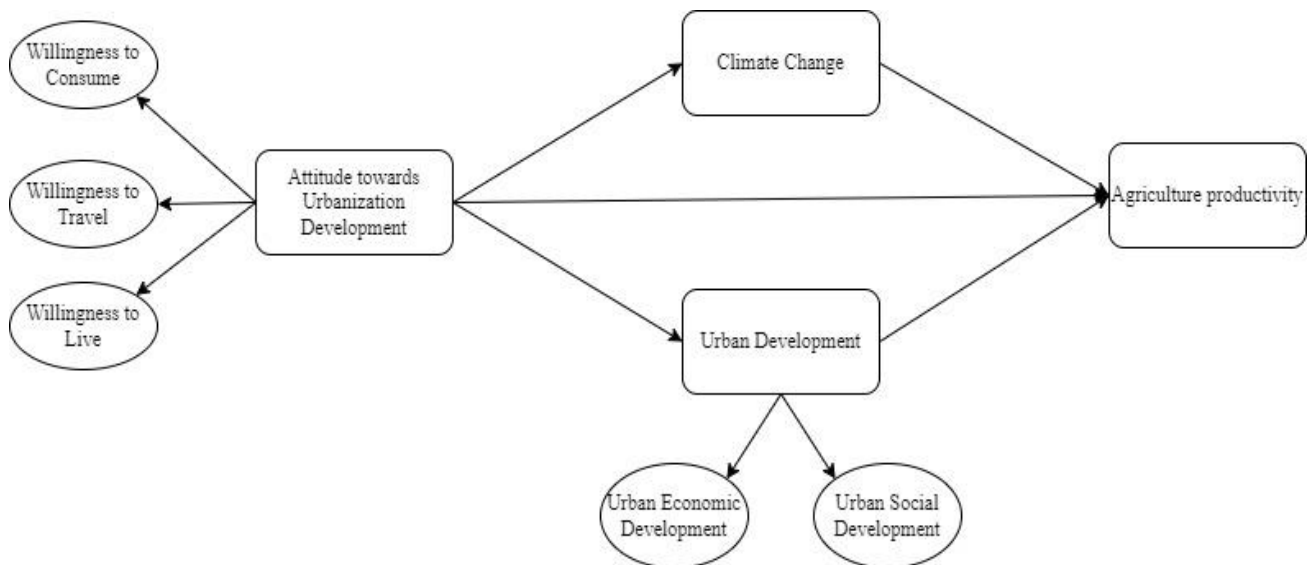 Willingness to
Consume
Climate Change
Attitude towards
Urbanization
Development
Willingness to
Travel
Agriculture productivity
Willingness to
Live
Urban Development
Urban Economic
Development
Urban Social
Development